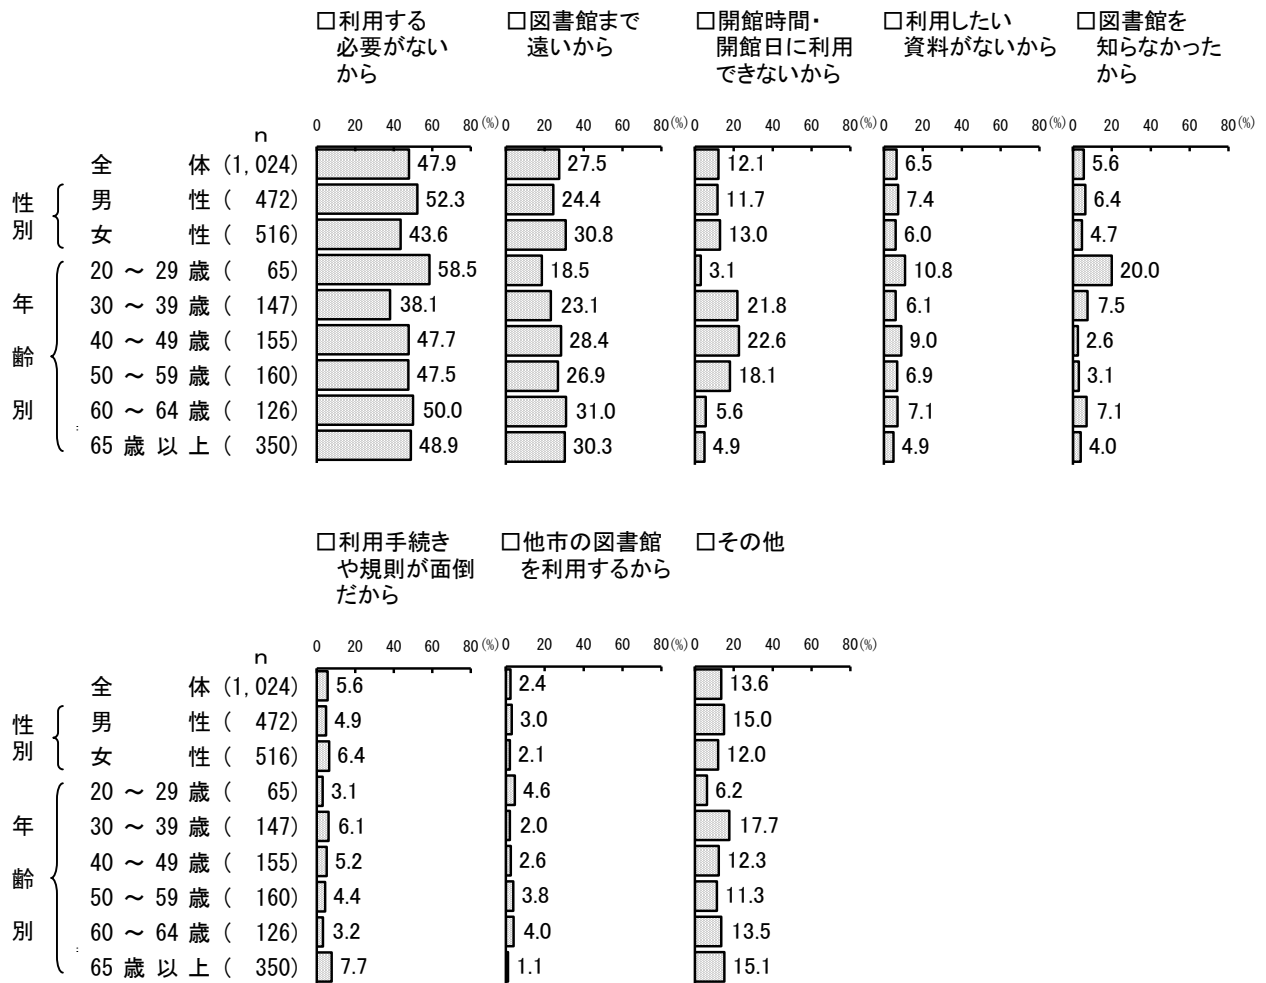 □利用する 必要がない から
□図書館まで 遠いから
□開館時間・ 開館日に利用 できないから
□利用したい 資料がないから
□図書館を 知らなかった から
n 0 20 40 60 80(%) 0 20 40 60 80(%) 0 20 40 60 80(%) 0 20 40 60 80(%) 0 20 40 60 80(%)
全 体 (1,024) 47.9 27.5 12.1 6.5 5.6
性別
男 性 ( 472) 52.3 24.4 11.7 7.4 6.4
女 性 ( 516) 43.6 30.8 13.0 6.0 4.7
年齢別
20 ～ 29 歳 ( 65) 58.5 18.5 3.1 10.8 20.0
30 ～ 39 歳 ( 147) 38.1 23.1 21.8 6.1 7.5
40 ～ 49 歳 ( 155) 47.7 28.4 22.6 9.0 2.6
50 ～ 59 歳 ( 160) 47.5 26.9 18.1 6.9 3.1
60 ～ 64 歳 ( 126) 50.0 31.0 5.6 7.1 7.1
65 歳 以 上 ( 350) 48.9 30.3 4.9 4.9 4.0
□利用手続き や規則が面倒 だから
□他市の図書館 を利用するから
□その他
n 0 20 40 60 80(%) 0 20 40 60 80(%) 0 20 40 60 80(%)
全 体 (1,024) 5.6 2.4 13.6
性別
男 性 ( 472) 4.9 3.0 15.0
女 性 ( 516) 6.4 2.1 12.0
年齢別
20 ～ 29 歳 ( 65) 3.1 4.6 6.2
30 ～ 39 歳 ( 147) 6.1 2.0 17.7
40 ～ 49 歳 ( 155) 5.2 2.6 12.3
50 ～ 59 歳 ( 160) 4.4 3.8 11.3
60 ～ 64 歳 ( 126) 3.2 4.0 13.5
65 歳 以 上 ( 350) 7.7 1.1 15.1